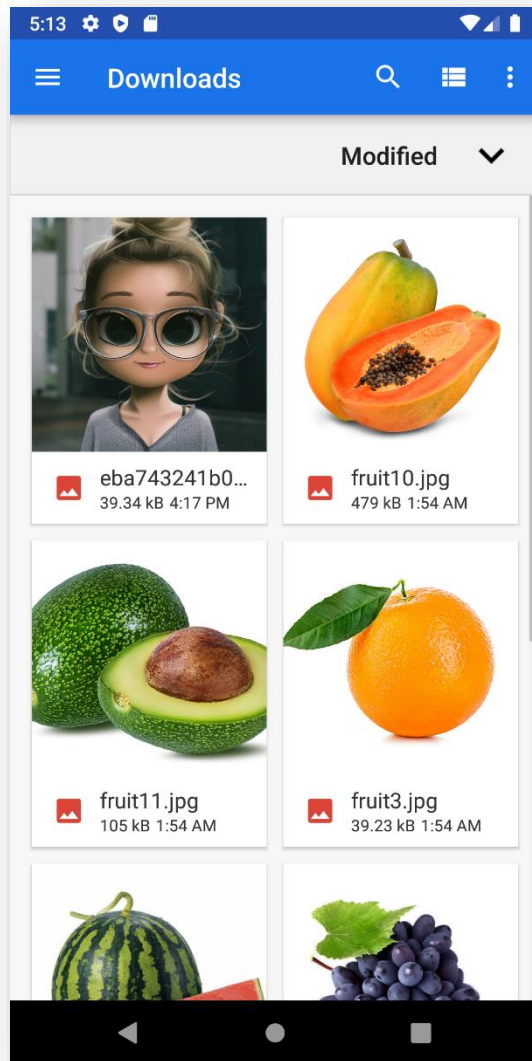 5:13
Downloads
Modified
eba743241b0...
39.34 kB 4:17 PM
fruit10.jpg
479 kB 1:54 AM
fruit11.jpg
105 kB 1:54 AM
fruit3.jpg
39.23 kB 1:54 AM